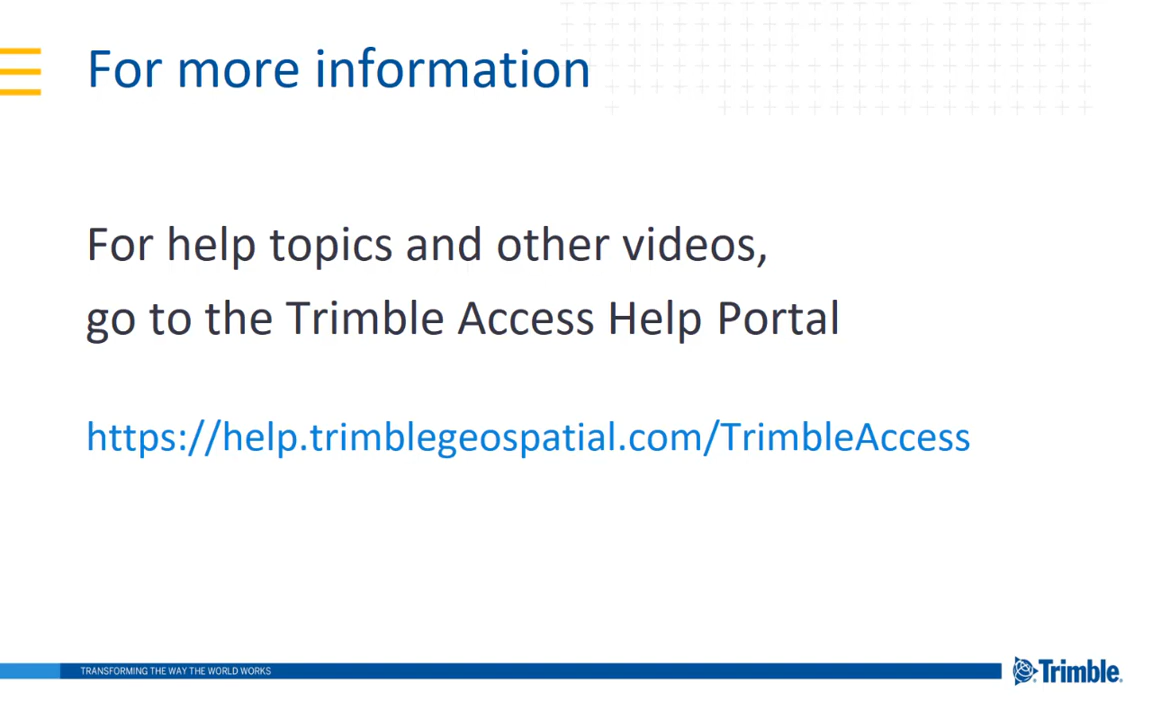 For more information
For help topics and other videos,
go to the Trimble Access Help Portal
https://help.trimblegeospatial.com/TrimbleAccess
TRANSFORMING THE WAY THE WORLD WORKS
Trimble.